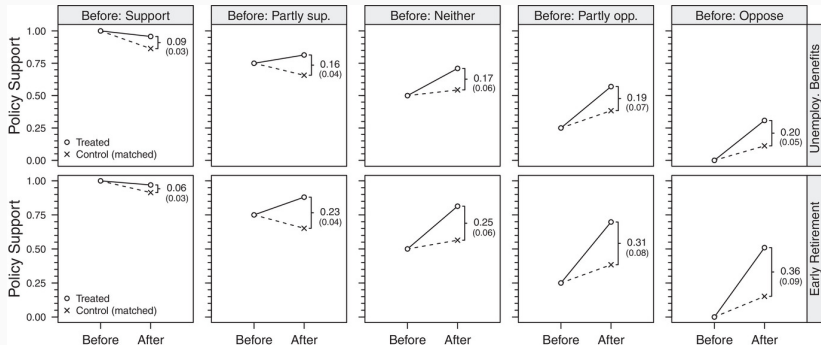 Before: Support
Before: Partly sup.
Before: Neither
Before: Partly opp.
Before: Oppose
Policy Support
1.00
0.75
0.50
0.25
0.00
0.09
(0.03)
Treated
Control (matched)
0.16
(0.04)
0.17
(0.06)
0.19
(0.07)
0.20
(0.05)
Unemploy. Benefits
Policy Support
1.00
0.75
0.50
0.25
0.00
0.06
(0.03)
Treated
Control (matched)
0.23
(0.04)
0.25
(0.06)
0.31
(0.08)
0.36
(0.09)
Early Retirement
Before After
Before After
Before After
Before After
Before After